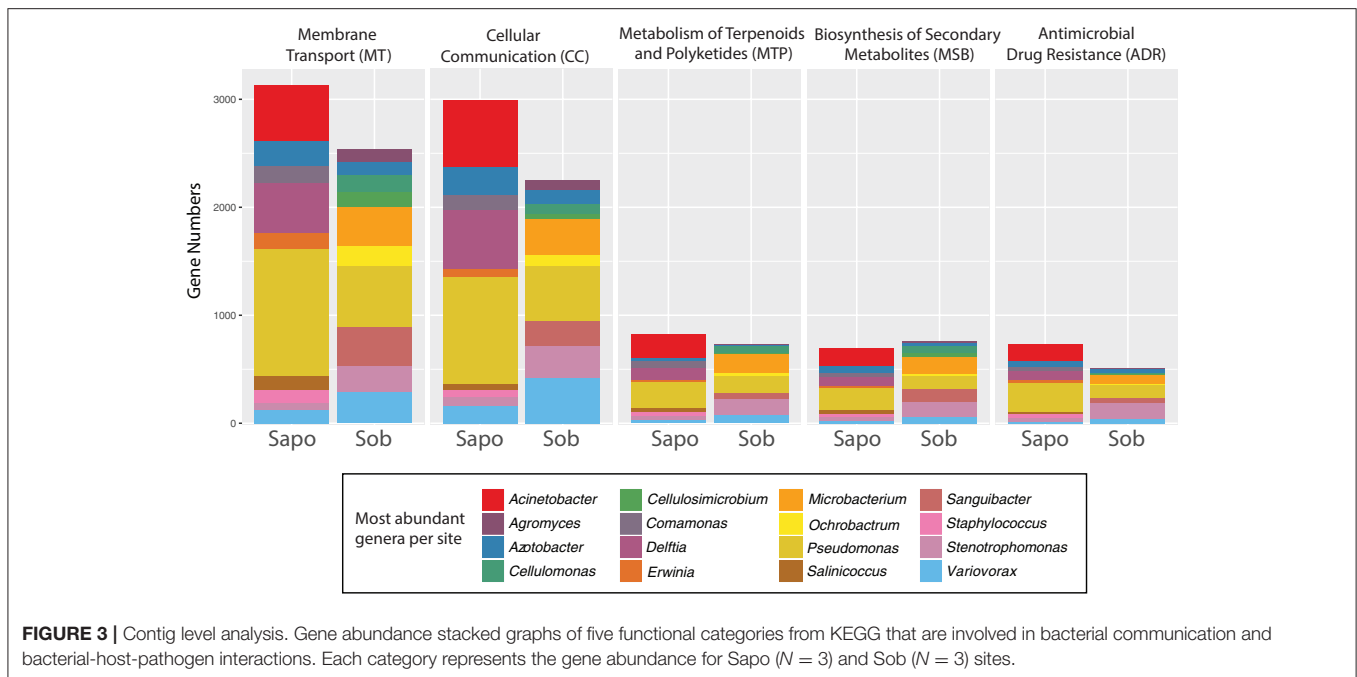 Membrane
Transport (MT)
Cellular
Communication (CC)
Metabolism of Terpenoids
and Polyketides (MTP)
Biosynthesis of Secondary
Metabolites (MSB)
Antimicrobial
Drug Resistance (ADR)
Gene Numbers
3000
2000
1000
0
Sapo
Sob
Sapo
Sob
Sapo
Sob
Sapo
Sob
Sapo
Sob
Most abundant
genera per site
Acinetobacter
Agromyces
Azotobacter
Cellulomonas
Cellulosimicrobium
Comamonas
Delftia
Erwinia
Microbacterium
Ochrobactrum
Pseudomonas
Salinicoccus
Sanguibacter
Staphylococcus
Stenotrophomonas
Variovorax
FIGURE 3 | Contig level analysis. Gene abundance stacked graphs of five functional categories from KEGG that are involved in bacterial communication and
bacterial-host-pathogen interactions. Each category represents the gene abundance for Sapo (N = 3) and Sob (N = 3) sites.